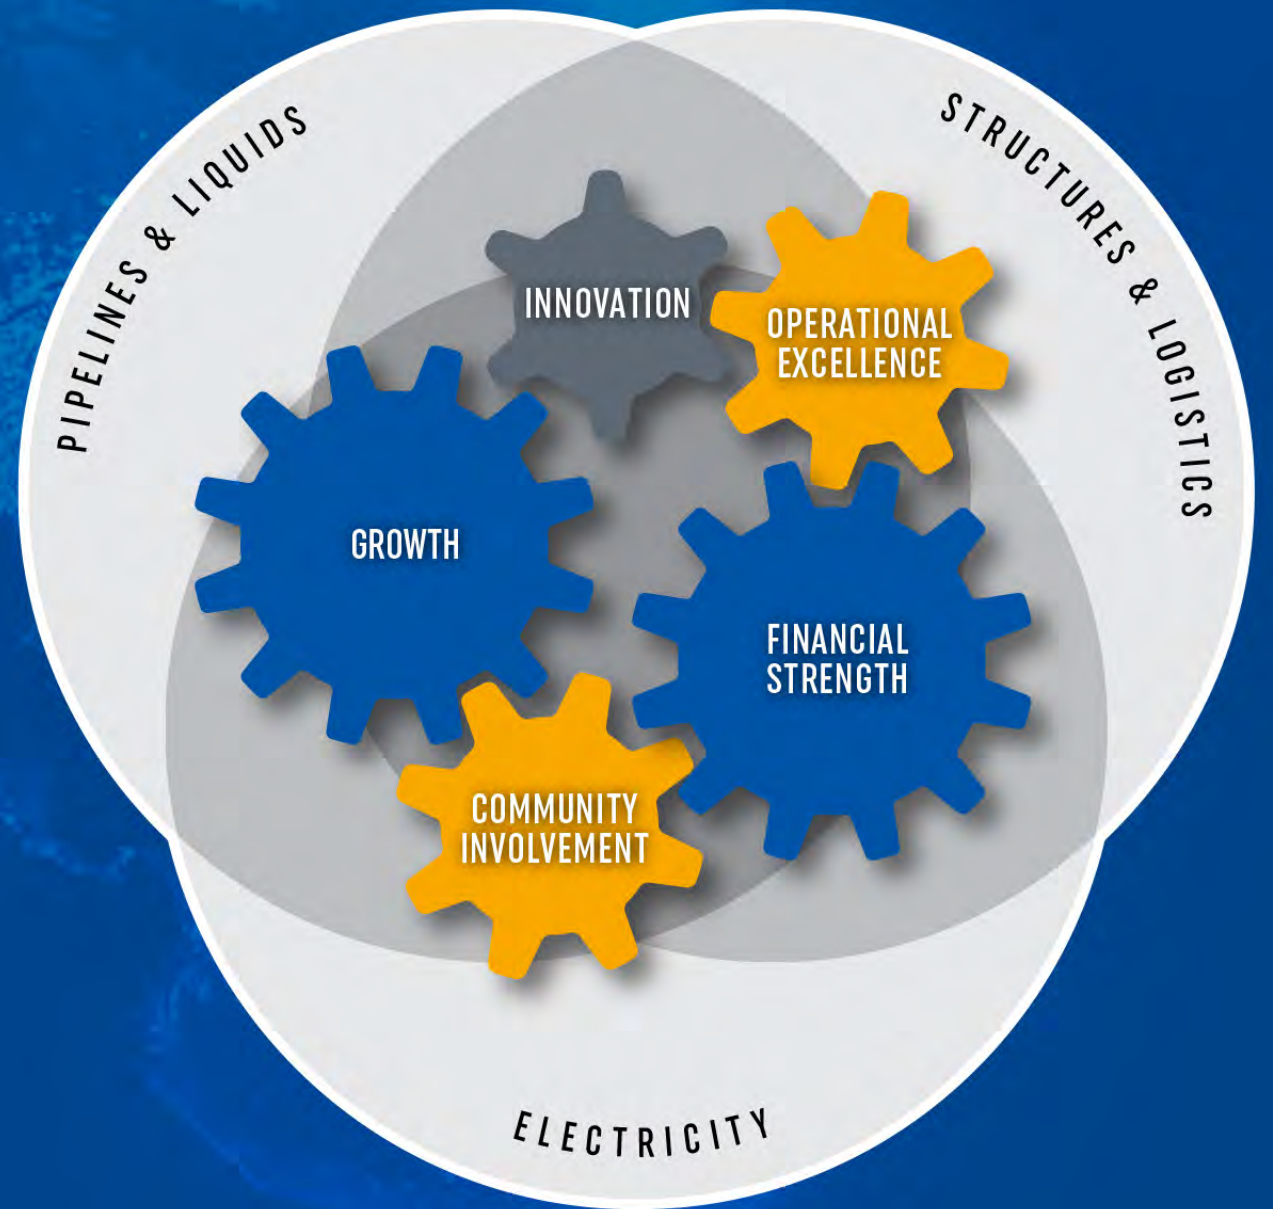 PIPELINES & LIQUIDS
STRUCTURES & LOGISTICS
INNOVATION
OPERATIONAL
EXCELLENCE
GROWTH
FINANCIAL
STRENGTH
COMMUNITY
INVOLVEMENT
ELECTRICITY